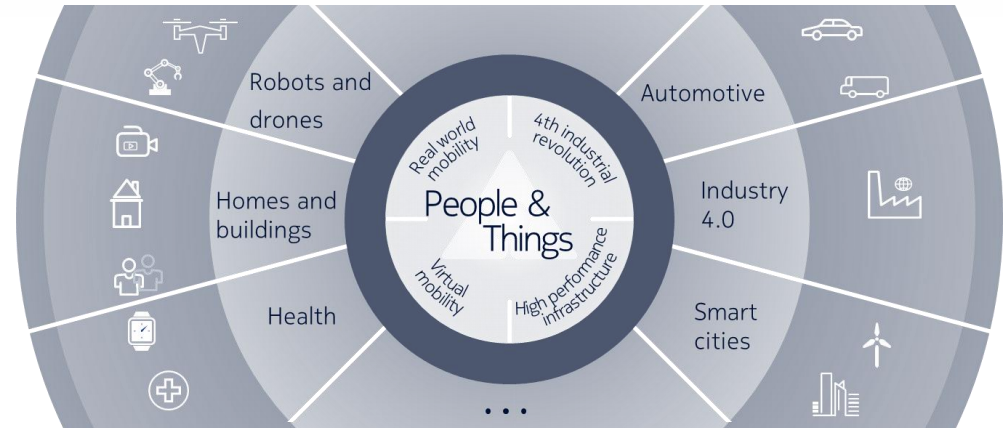 Robots and
drones
Automotive
Real world
mobility
4th industrial
revolution
Homes and
buildings
People &
Things
Industry
4.0
Virtual
mobility
High performance
infrastructure
Health
Smart
cities
...